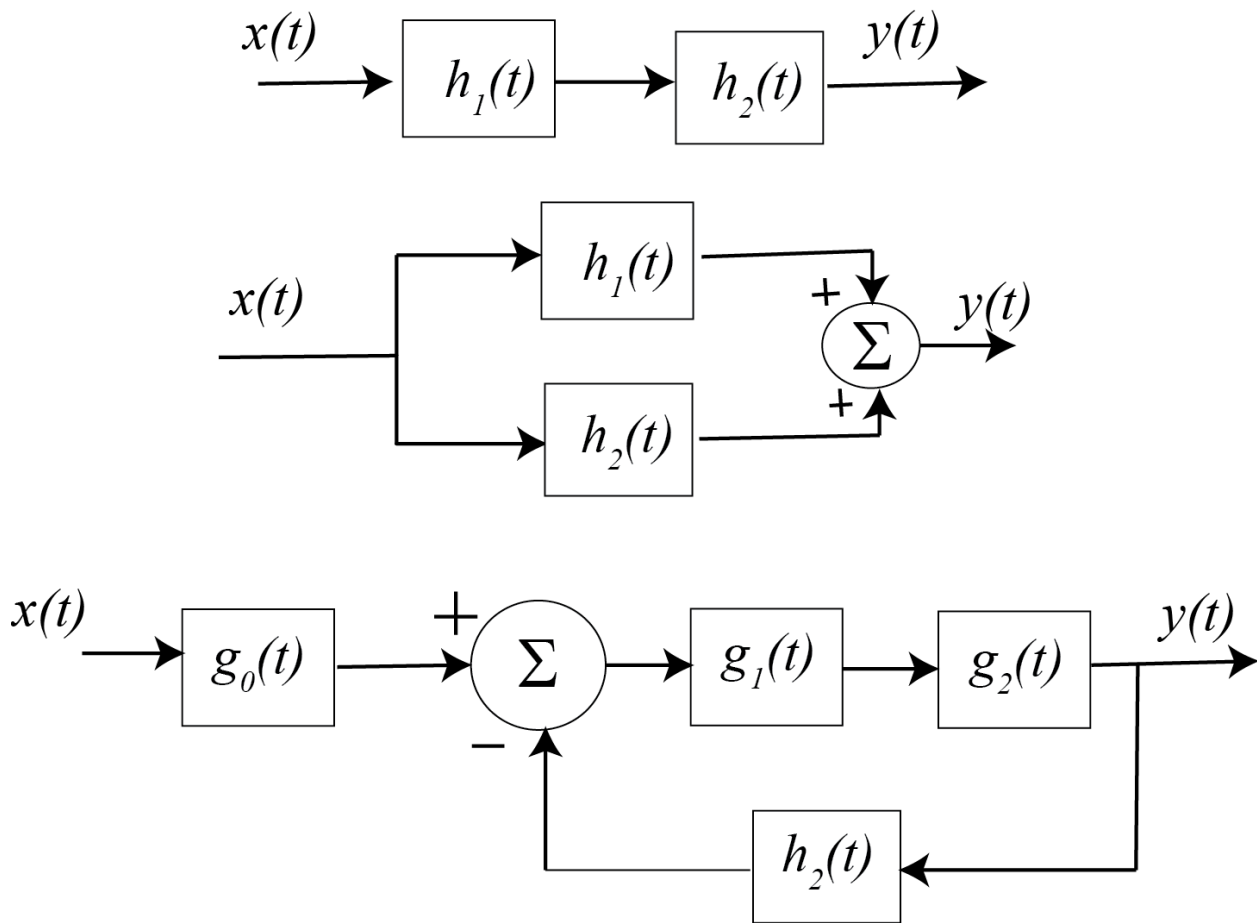 x(t) h₁(t) h₂(t) y(t)
h₁(t)
x(t) + Σ y(t)
+
h₂(t)
x(t) g₀(t) + Σ g₁(t) g₂(t) y(t)
−
h₂(t)